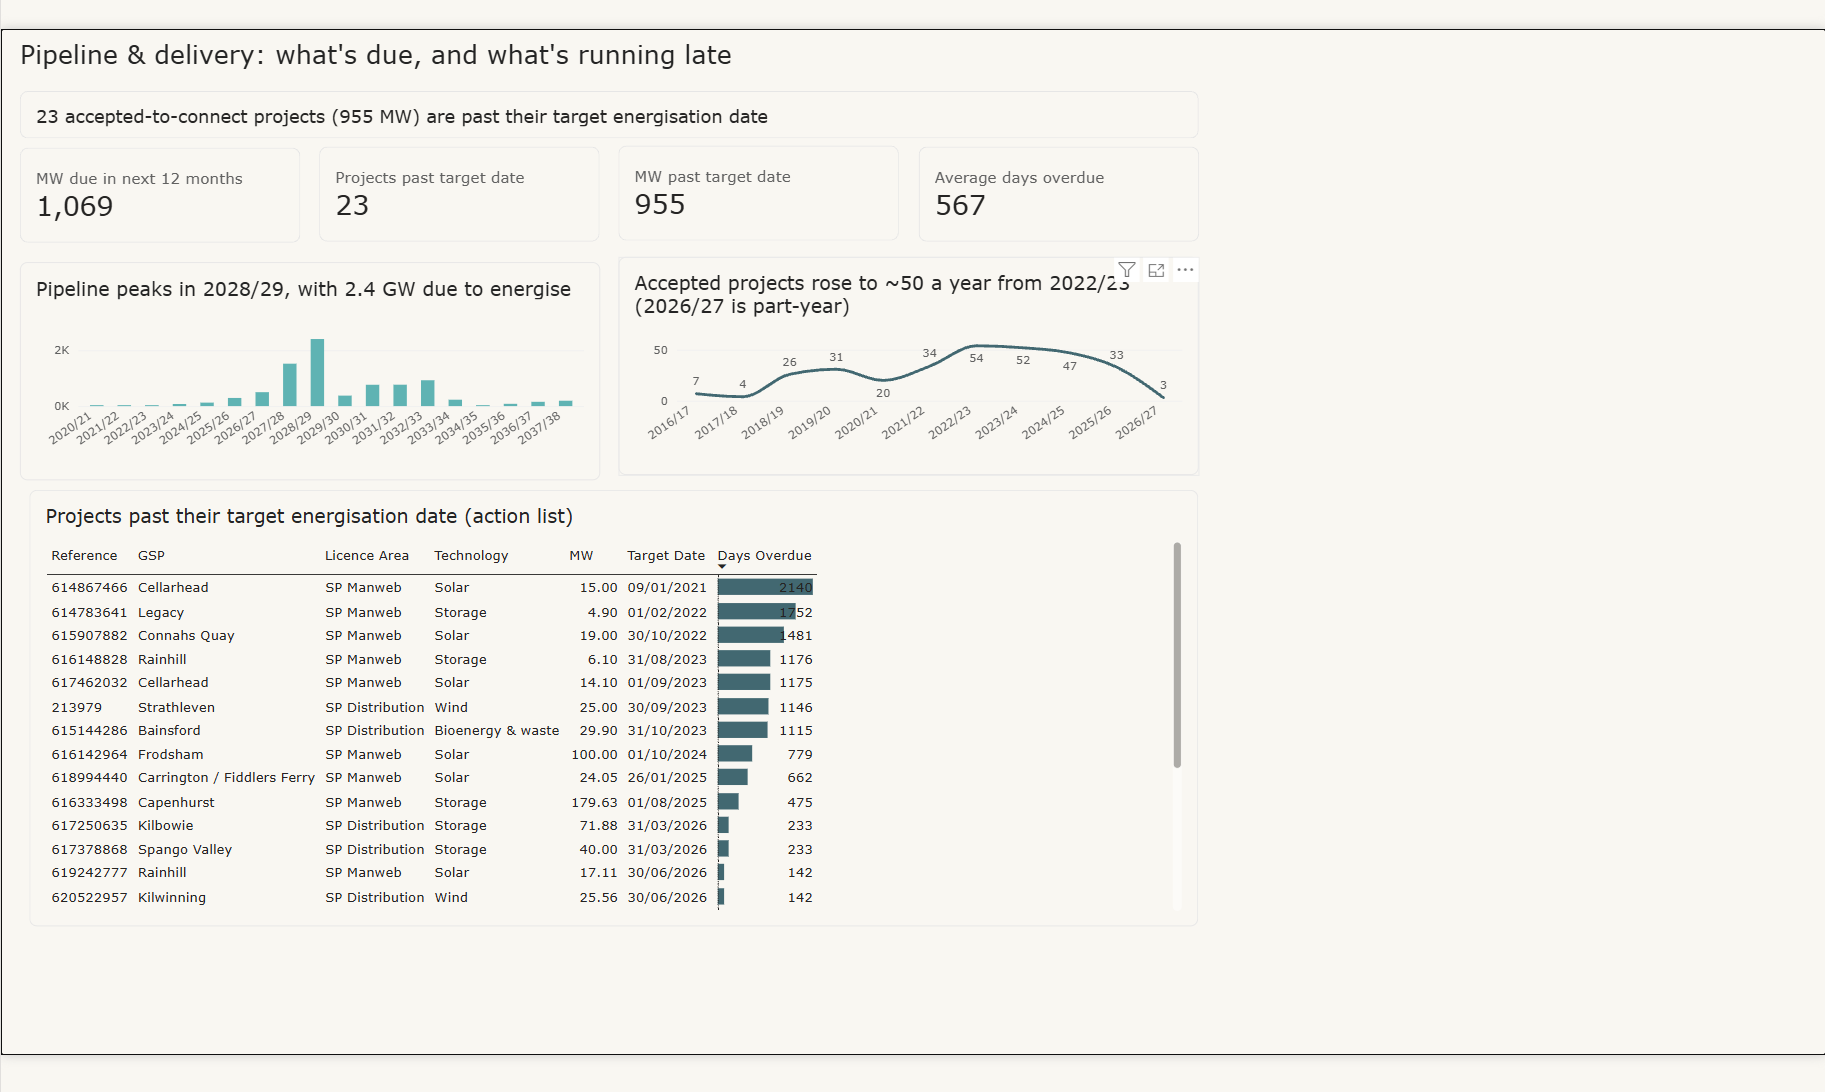 Pipeline & delivery: what's due, and what's running late
23 accepted-to-connect projects (955 MW) are past their target energisation date
MW due in next 12 months
1,069
Projects past target date
23
MW past target date
955
Average days overdue
567
Pipeline peaks in 2028/29, with 2.4 GW due to energise
2K
0K
2020/21 2021/22 2022/23 2023/24 2024/25 2025/26 2026/27 2027/28 2028/29 2029/30 2030/31 2031/32 2032/33 2033/34 2034/35 2035/36 2036/37 2037/38
Accepted projects rose to ~50 a year from 2022/23
(2026/27 is part-year)
50
0
7 4 26 31 20 34 54 52 47 33 3
2016/17 2017/18 2018/19 2019/20 2020/21 2021/22 2022/23 2023/24 2024/25 2025/26 2026/27
Projects past their target energisation date (action list)
Reference GSP Licence Area Technology MW Target Date Days Overdue
614867466 Cellarhead SP Manweb Solar 15.00 09/01/2021 2140
614783641 Legacy SP Manweb Storage 4.90 01/02/2022 1752
615907882 Connahs Quay SP Manweb Solar 19.00 30/10/2022 1481
616148828 Rainhill SP Manweb Storage 6.10 31/08/2023 1176
617462032 Cellarhead SP Manweb Solar 14.10 01/09/2023 1175
213979 Strathleven SP Distribution Wind 25.00 30/09/2023 1146
615144286 Bainsford SP Distribution Bioenergy & waste 29.90 31/10/2023 1115
616142964 Frodsham SP Manweb Solar 100.00 01/10/2024 779
618994440 Carrington / Fiddlers Ferry SP Manweb Solar 24.05 26/01/2025 662
616333498 Capenhurst SP Manweb Storage 179.63 01/08/2025 475
617250635 Kilbowie SP Distribution Storage 71.88 31/03/2026 233
617378868 Spango Valley SP Distribution Storage 40.00 31/03/2026 233
619242777 Rainhill SP Manweb Solar 17.11 30/06/2026 142
620522957 Kilwinning SP Distribution Wind 25.56 30/06/2026 142